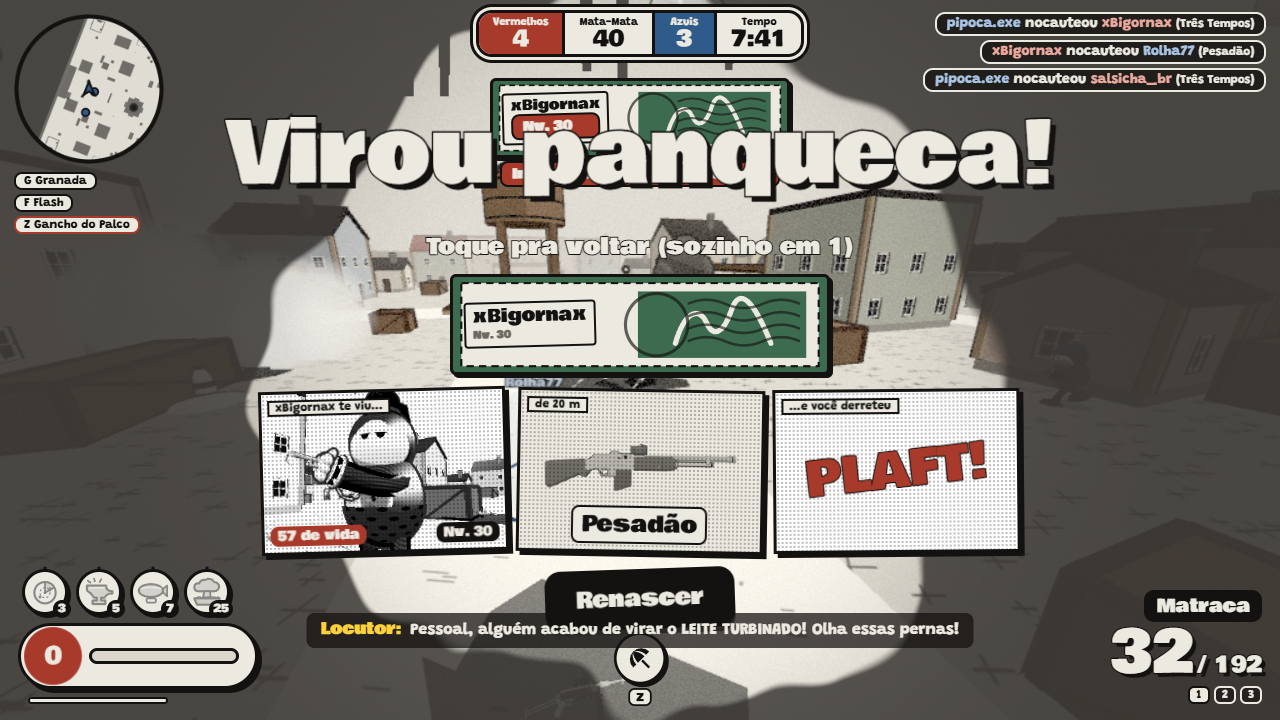 Vermelhos
4
Mata-Mata
40
Azuis
3
Tempo
7:41
pipoca.exe nocauteou xBigornax (Três Tempos)
xBigornax nocauteou Rolha77 (Pesadão)
pipoca.exe nocauteou salsicha_br (Três Tempos)
G Granada
F Flash
Z Gancho do Palco
xBigornax
Nv. 30
Virou panqueca!
Toque pra voltar (sozinho em 1)
xBigornax
Nv. 30
Rolha77
xBigornax te viu...
57 de vida
Nv. 30
de 20 m
Pesadão
...e você derreteu
PLAFT!
Renascer
Locutor: Pessoal, alguém acabou de virar o LEITE TURBINADO! Olha essas pernas!
Z
3
5
7
25
0
Matraca
32 / 192
1 2 3